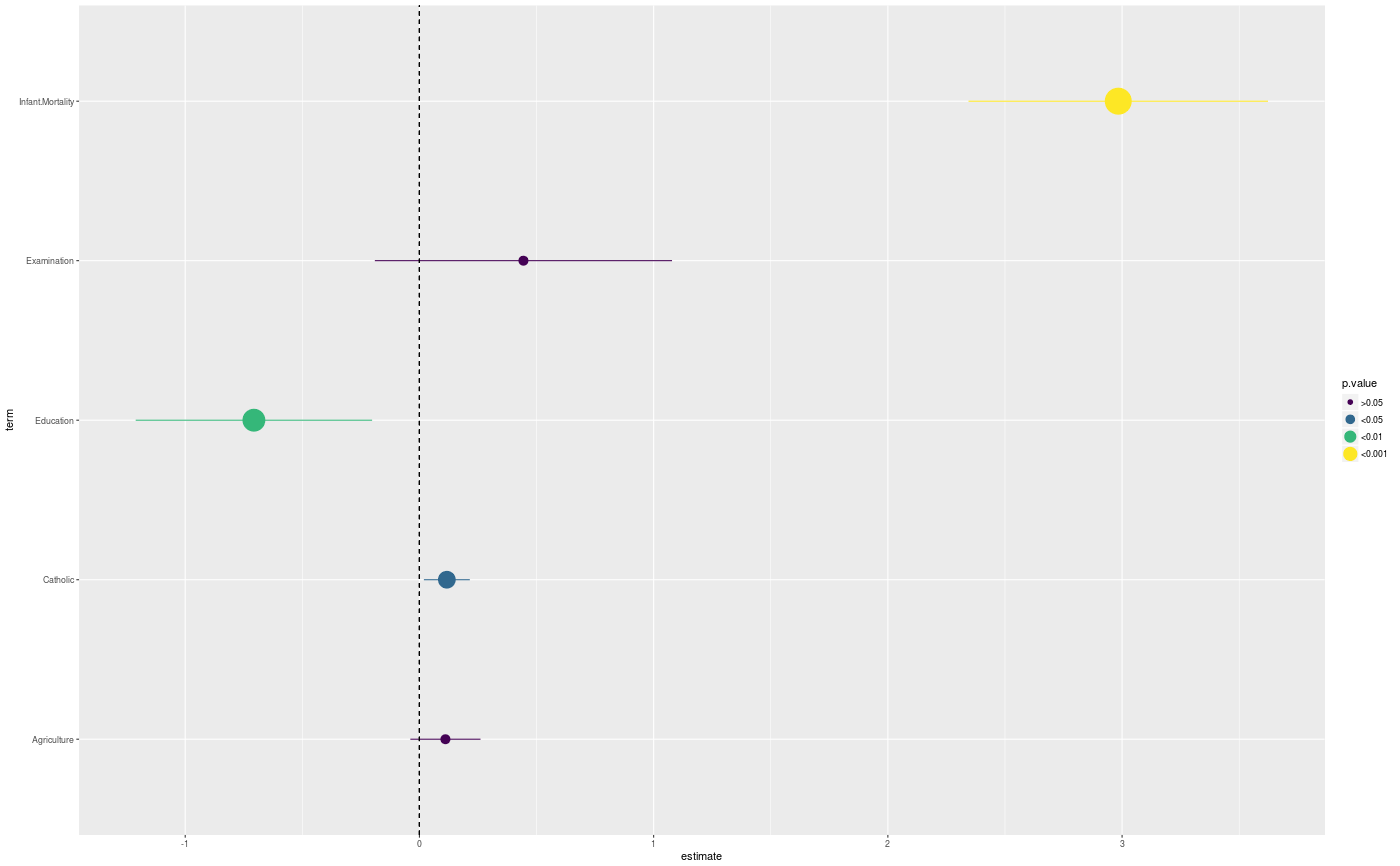 Infant.Mortality
Examination
Education
Catholic
Agriculture
term
-1
0
1
2
3
estimate
p.value
>0.05
<0.05
<0.01
<0.001